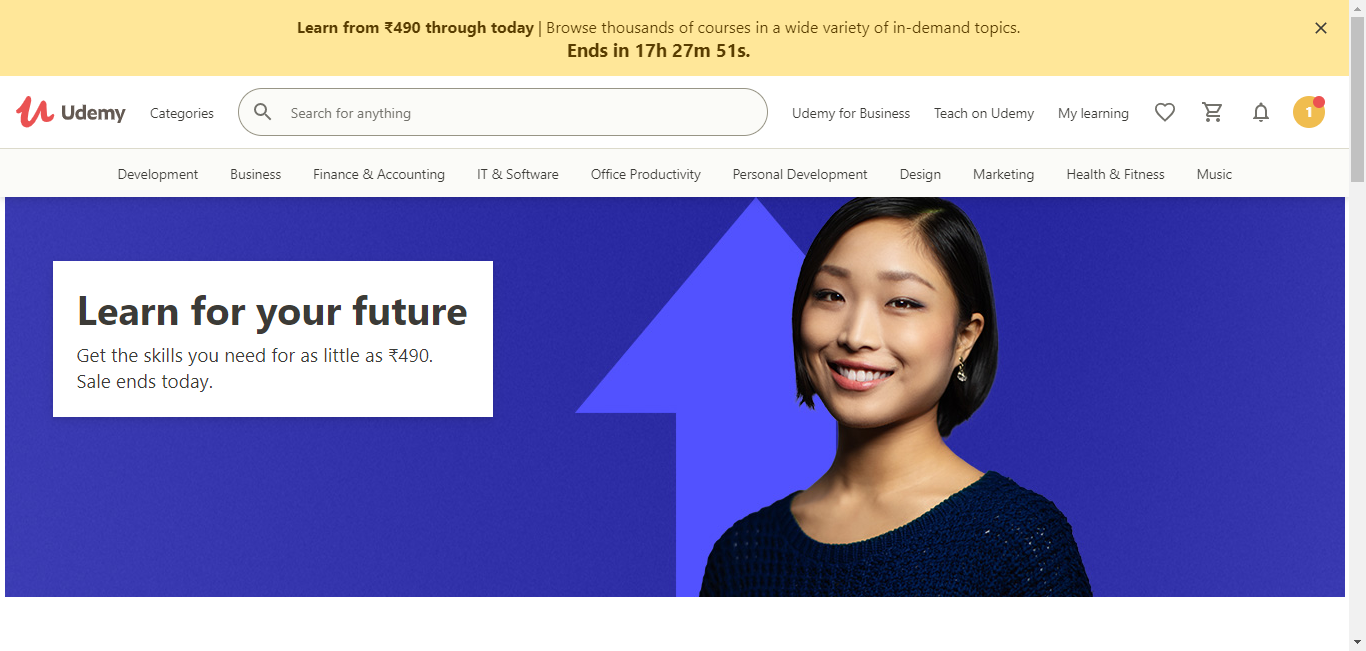 Learn from ₹490 through today | Browse thousands of courses in a wide variety of in-demand topics.
Ends in 17h 27m 51s.
Udemy
Categories
Search for anything
Udemy for Business
Teach on Udemy
My learning
1
Development
Business
Finance & Accounting
IT & Software
Office Productivity
Personal Development
Design
Marketing
Health & Fitness
Music
Learn for your future
Get the skills you need for as little as ₹490.
Sale ends today.